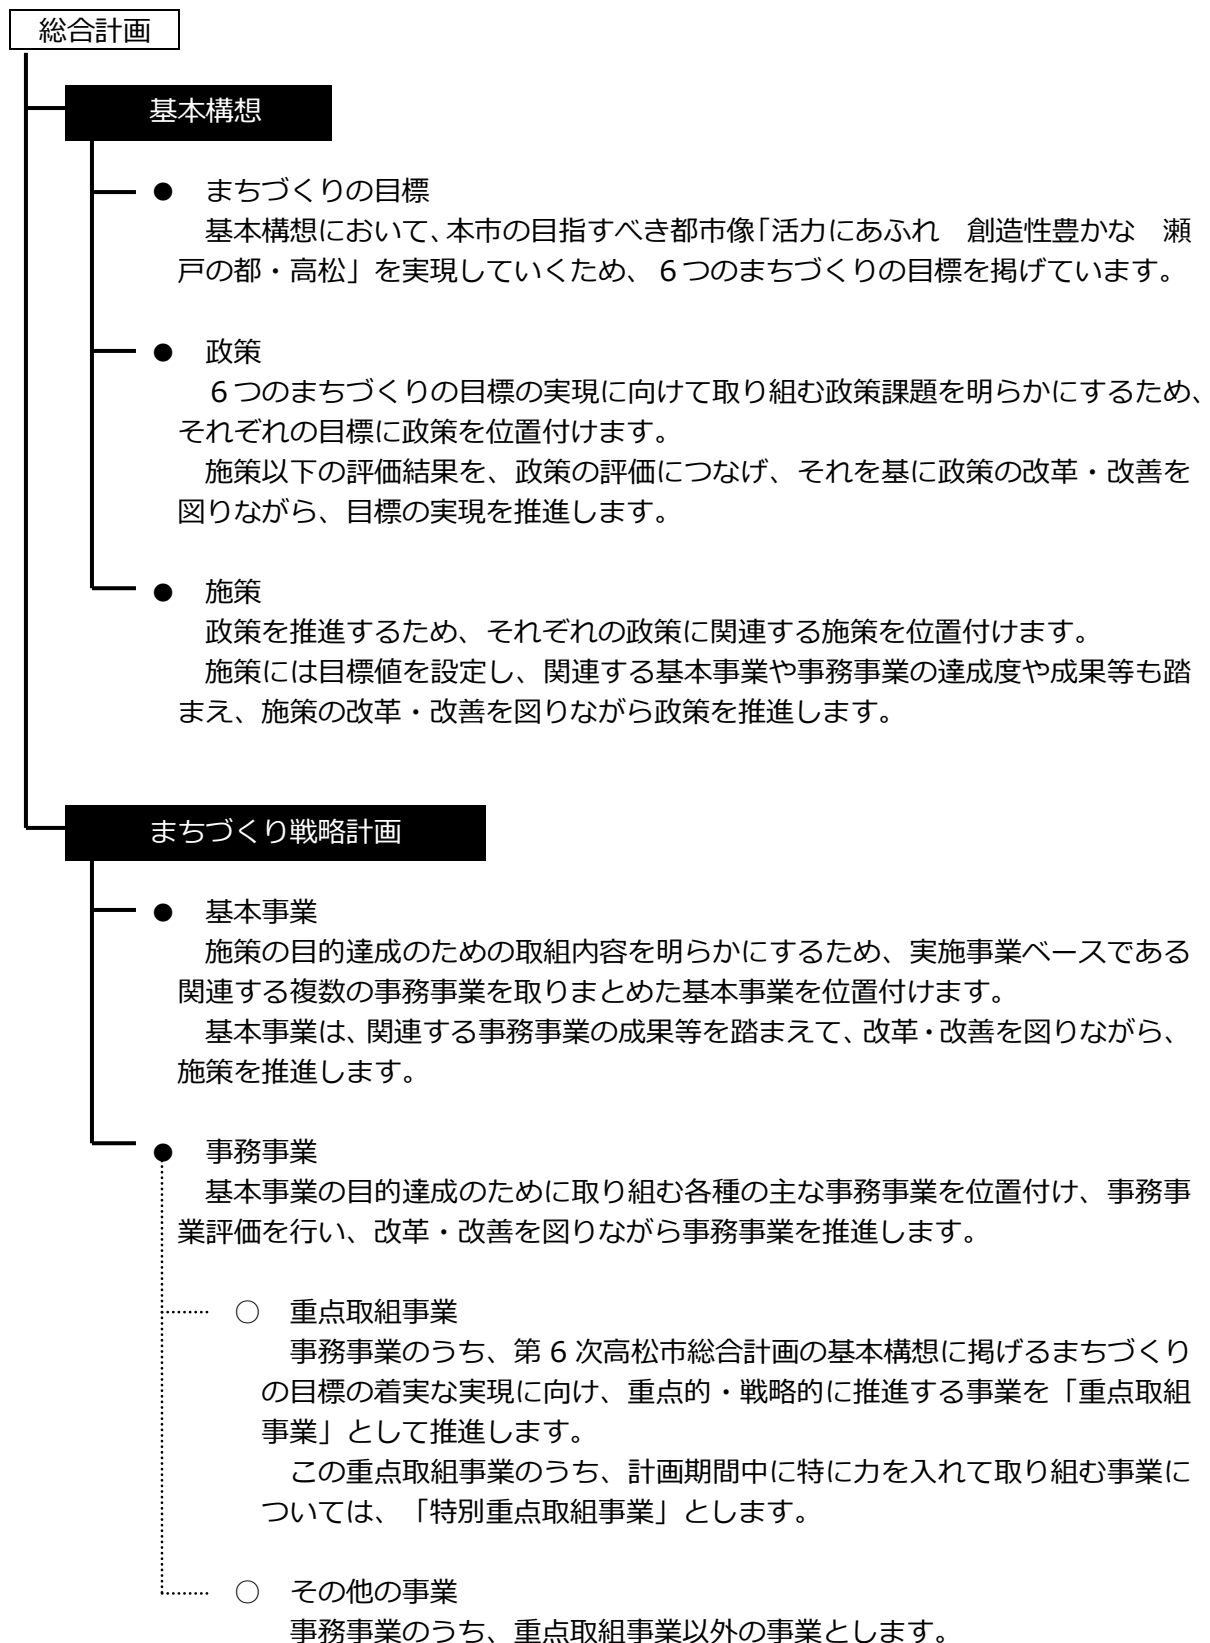 総合計画
基本構想
● まちづくりの目標
基本構想において、本市の目指すべき都市像「活力にあふれ　創造性豊かな　瀬
戸の都・高松」を実現していくため、６つのまちづくりの目標を掲げています。
● 政策
６つのまちづくりの目標の実現に向けて取り組む政策課題を明らかにするため、
それぞれの目標に政策を位置付けます。
施策以下の評価結果を、政策の評価につなげ、それを基に政策の改革・改善を
図りながら、目標の実現を推進します。
● 施策
政策を推進するため、それぞれの政策に関連する施策を位置付けます。
施策には目標値を設定し、関連する基本事業や事務事業の達成度や成果等も踏
まえ、施策の改革・改善を図りながら政策を推進します。
まちづくり戦略計画
● 基本事業
施策の目的達成のための取組内容を明らかにするため、実施事業ベースである
関連する複数の事務事業を取りまとめた基本事業を位置付けます。
基本事業は、関連する事務事業の成果等を踏まえて、改革・改善を図りながら、
施策を推進します。
● 事務事業
基本事業の目的達成のために取り組む各種の主な事務事業を位置付け、事務事
業評価を行い、改革・改善を図りながら事務事業を推進します。
○ 重点取組事業
事務事業のうち、第 6 次高松市総合計画の基本構想に掲げるまちづくり
の目標の着実な実現に向け、重点的・戦略的に推進する事業を「重点取組
事業」として推進します。
この重点取組事業のうち、計画期間中に特に力を入れて取り組む事業に
ついては、「特別重点取組事業」とします。
○ その他の事業
事務事業のうち、重点取組事業以外の事業とします。